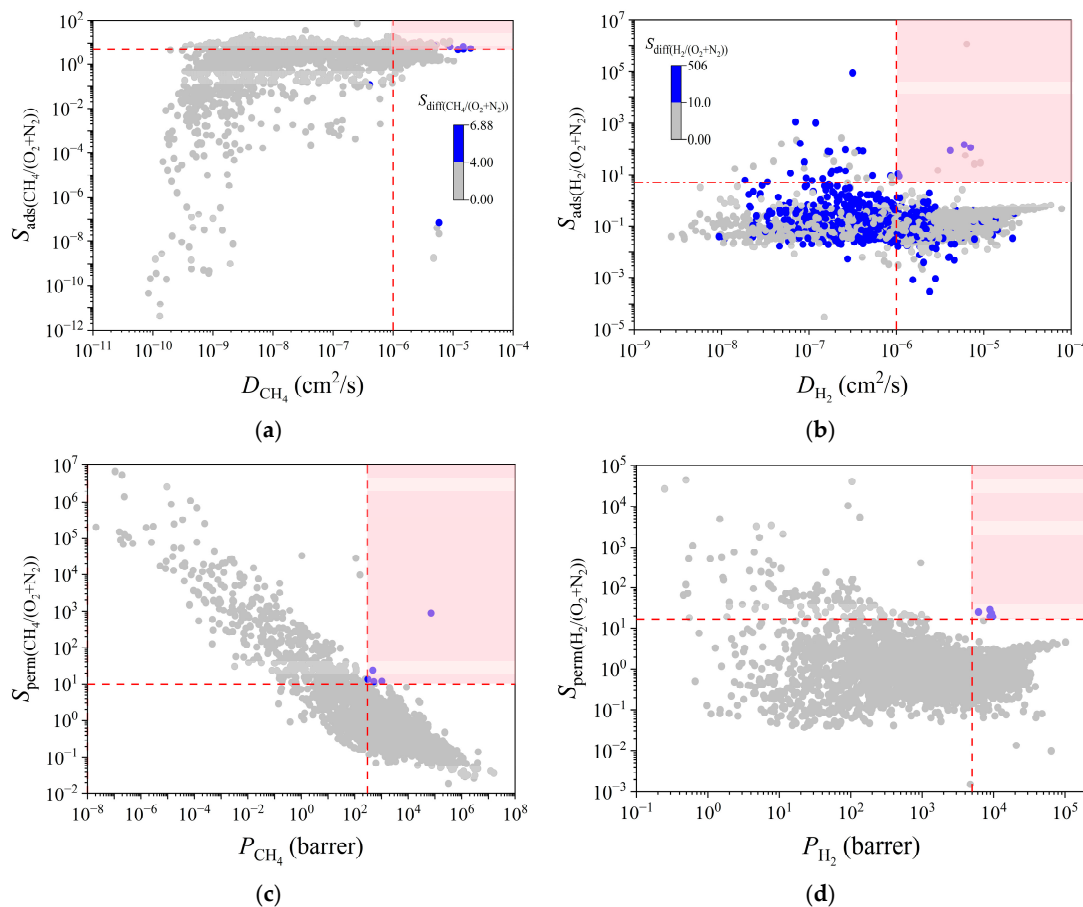 10^2
10^0
10^-2
10^-4
10^-6
10^-8
10^-10
10^-12
S_ads(CH4/(O2+N2))
S_diff(CH4/(O2+N2))
6.88
4.00
0.00
10^-11 10^-10 10^-9 10^-8 10^-7 10^-6 10^-5 10^-4
D_CH4 (cm^2/s)
(a)
10^7
10^5
10^3
10^1
10^-1
10^-3
10^-5
S_ads(H2/(O2+N2))
S_diff(H2/(O2+N2))
506
10.0
0.00
10^-9 10^-8 10^-7 10^-6 10^-5 10^-4
D_H2 (cm^2/s)
(b)
10^7
10^6
10^5
10^4
10^3
10^2
10^1
10^0
10^-1
10^-2
S_perm(CH4/(O2+N2))
10^-8 10^-6 10^-4 10^-2 10^0 10^2 10^4 10^6 10^8
P_CH4 (barrer)
(c)
10^5
10^4
10^3
10^2
10^1
10^0
10^-1
10^-2
10^-3
S_perm(H2/(O2+N2))
10^-1 10^0 10^1 10^2 10^3 10^4 10^5
P_H2 (barrer)
(d)